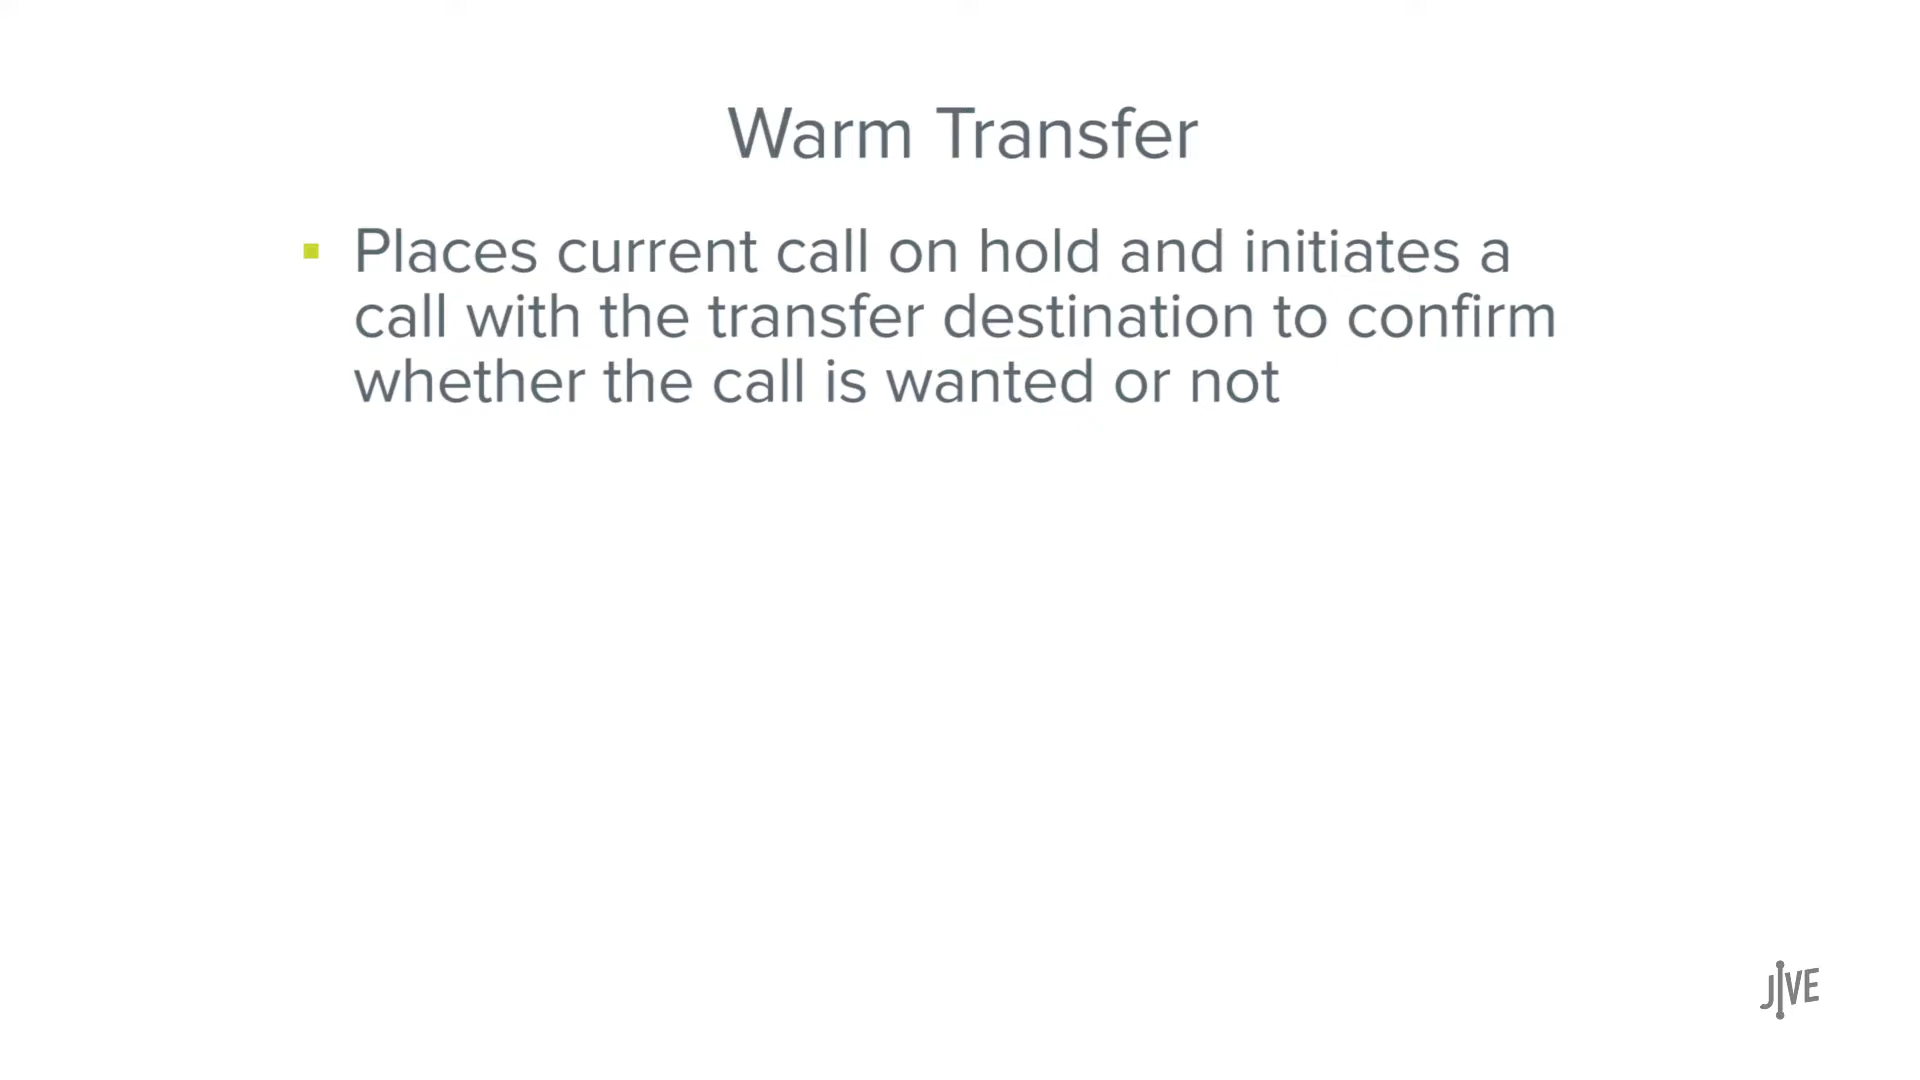 Warm Transfer
Places current call on hold and initiates a
call with the transfer destination to confirm
whether the call is wanted or not
JIVE